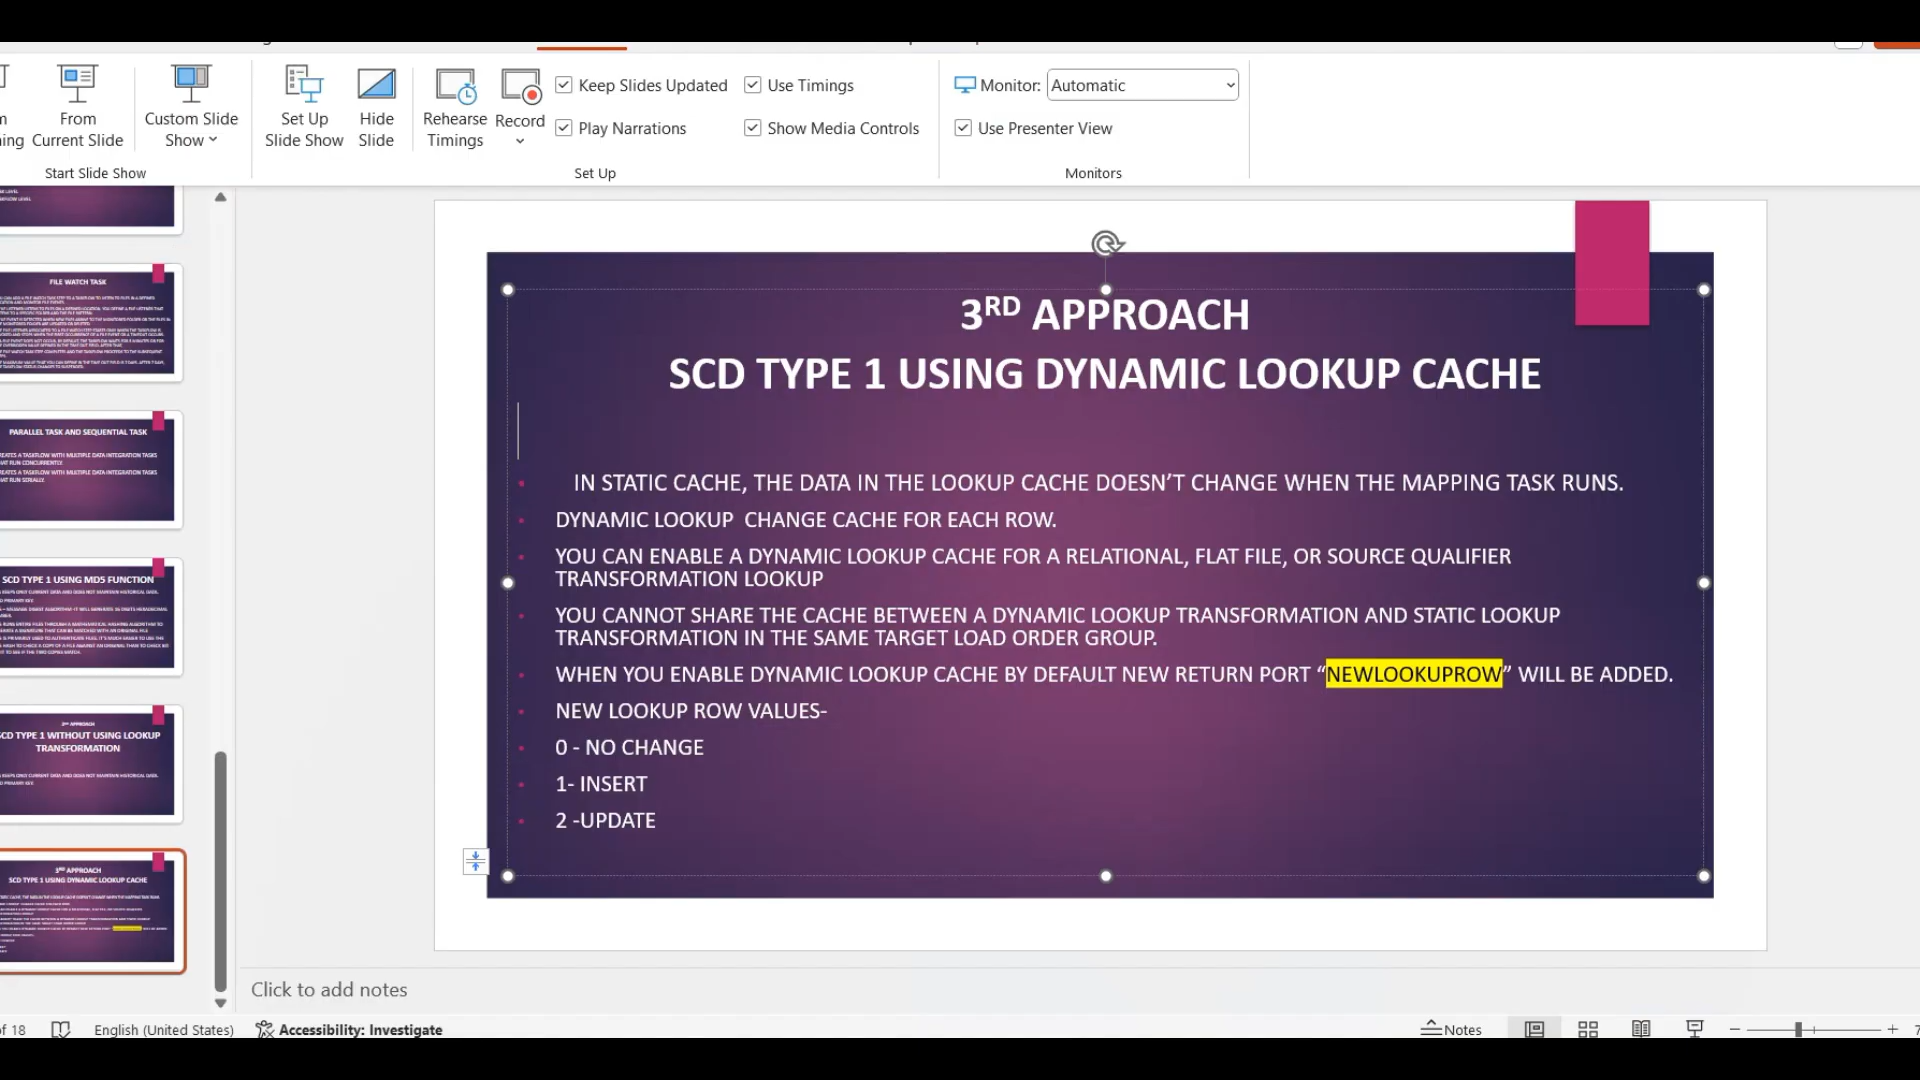 Keep Slides Updated
Use Timings
Monitor: Automatic
From
Current Slide
Custom Slide
Show
Set Up
Slide Show
Hide
Slide
Rehearse
Timings
Record
Play Narrations
Show Media Controls
Use Presenter View
Start Slide Show
Set Up
Monitors
FILE WATCH TASK
PARALLEL TASK AND SEQUENTIAL TASK
SCD TYPE 1 USING MD5 FUNCTION
SCD TYPE 1 WITHOUT USING LOOKUP
TRANSFORMATION
3RD APPROACH
SCD TYPE 1 USING DYNAMIC LOOKUP CACHE
3RD APPROACH
SCD TYPE 1 USING DYNAMIC LOOKUP CACHE
IN STATIC CACHE, THE DATA IN THE LOOKUP CACHE DOESN’T CHANGE WHEN THE MAPPING TASK RUNS.
DYNAMIC LOOKUP CHANGE CACHE FOR EACH ROW.
YOU CAN ENABLE A DYNAMIC LOOKUP CACHE FOR A RELATIONAL, FLAT FILE, OR SOURCE QUALIFIER
TRANSFORMATION LOOKUP
YOU CANNOT SHARE THE CACHE BETWEEN A DYNAMIC LOOKUP TRANSFORMATION AND STATIC LOOKUP
TRANSFORMATION IN THE SAME TARGET LOAD ORDER GROUP.
WHEN YOU ENABLE DYNAMIC LOOKUP CACHE BY DEFAULT NEW RETURN PORT “NEWLOOKUPROW” WILL BE ADDED.
NEW LOOKUP ROW VALUES-
0 - NO CHANGE
1- INSERT
2 -UPDATE
Click to add notes
of 18
English (United States)
Accessibility: Investigate
Notes